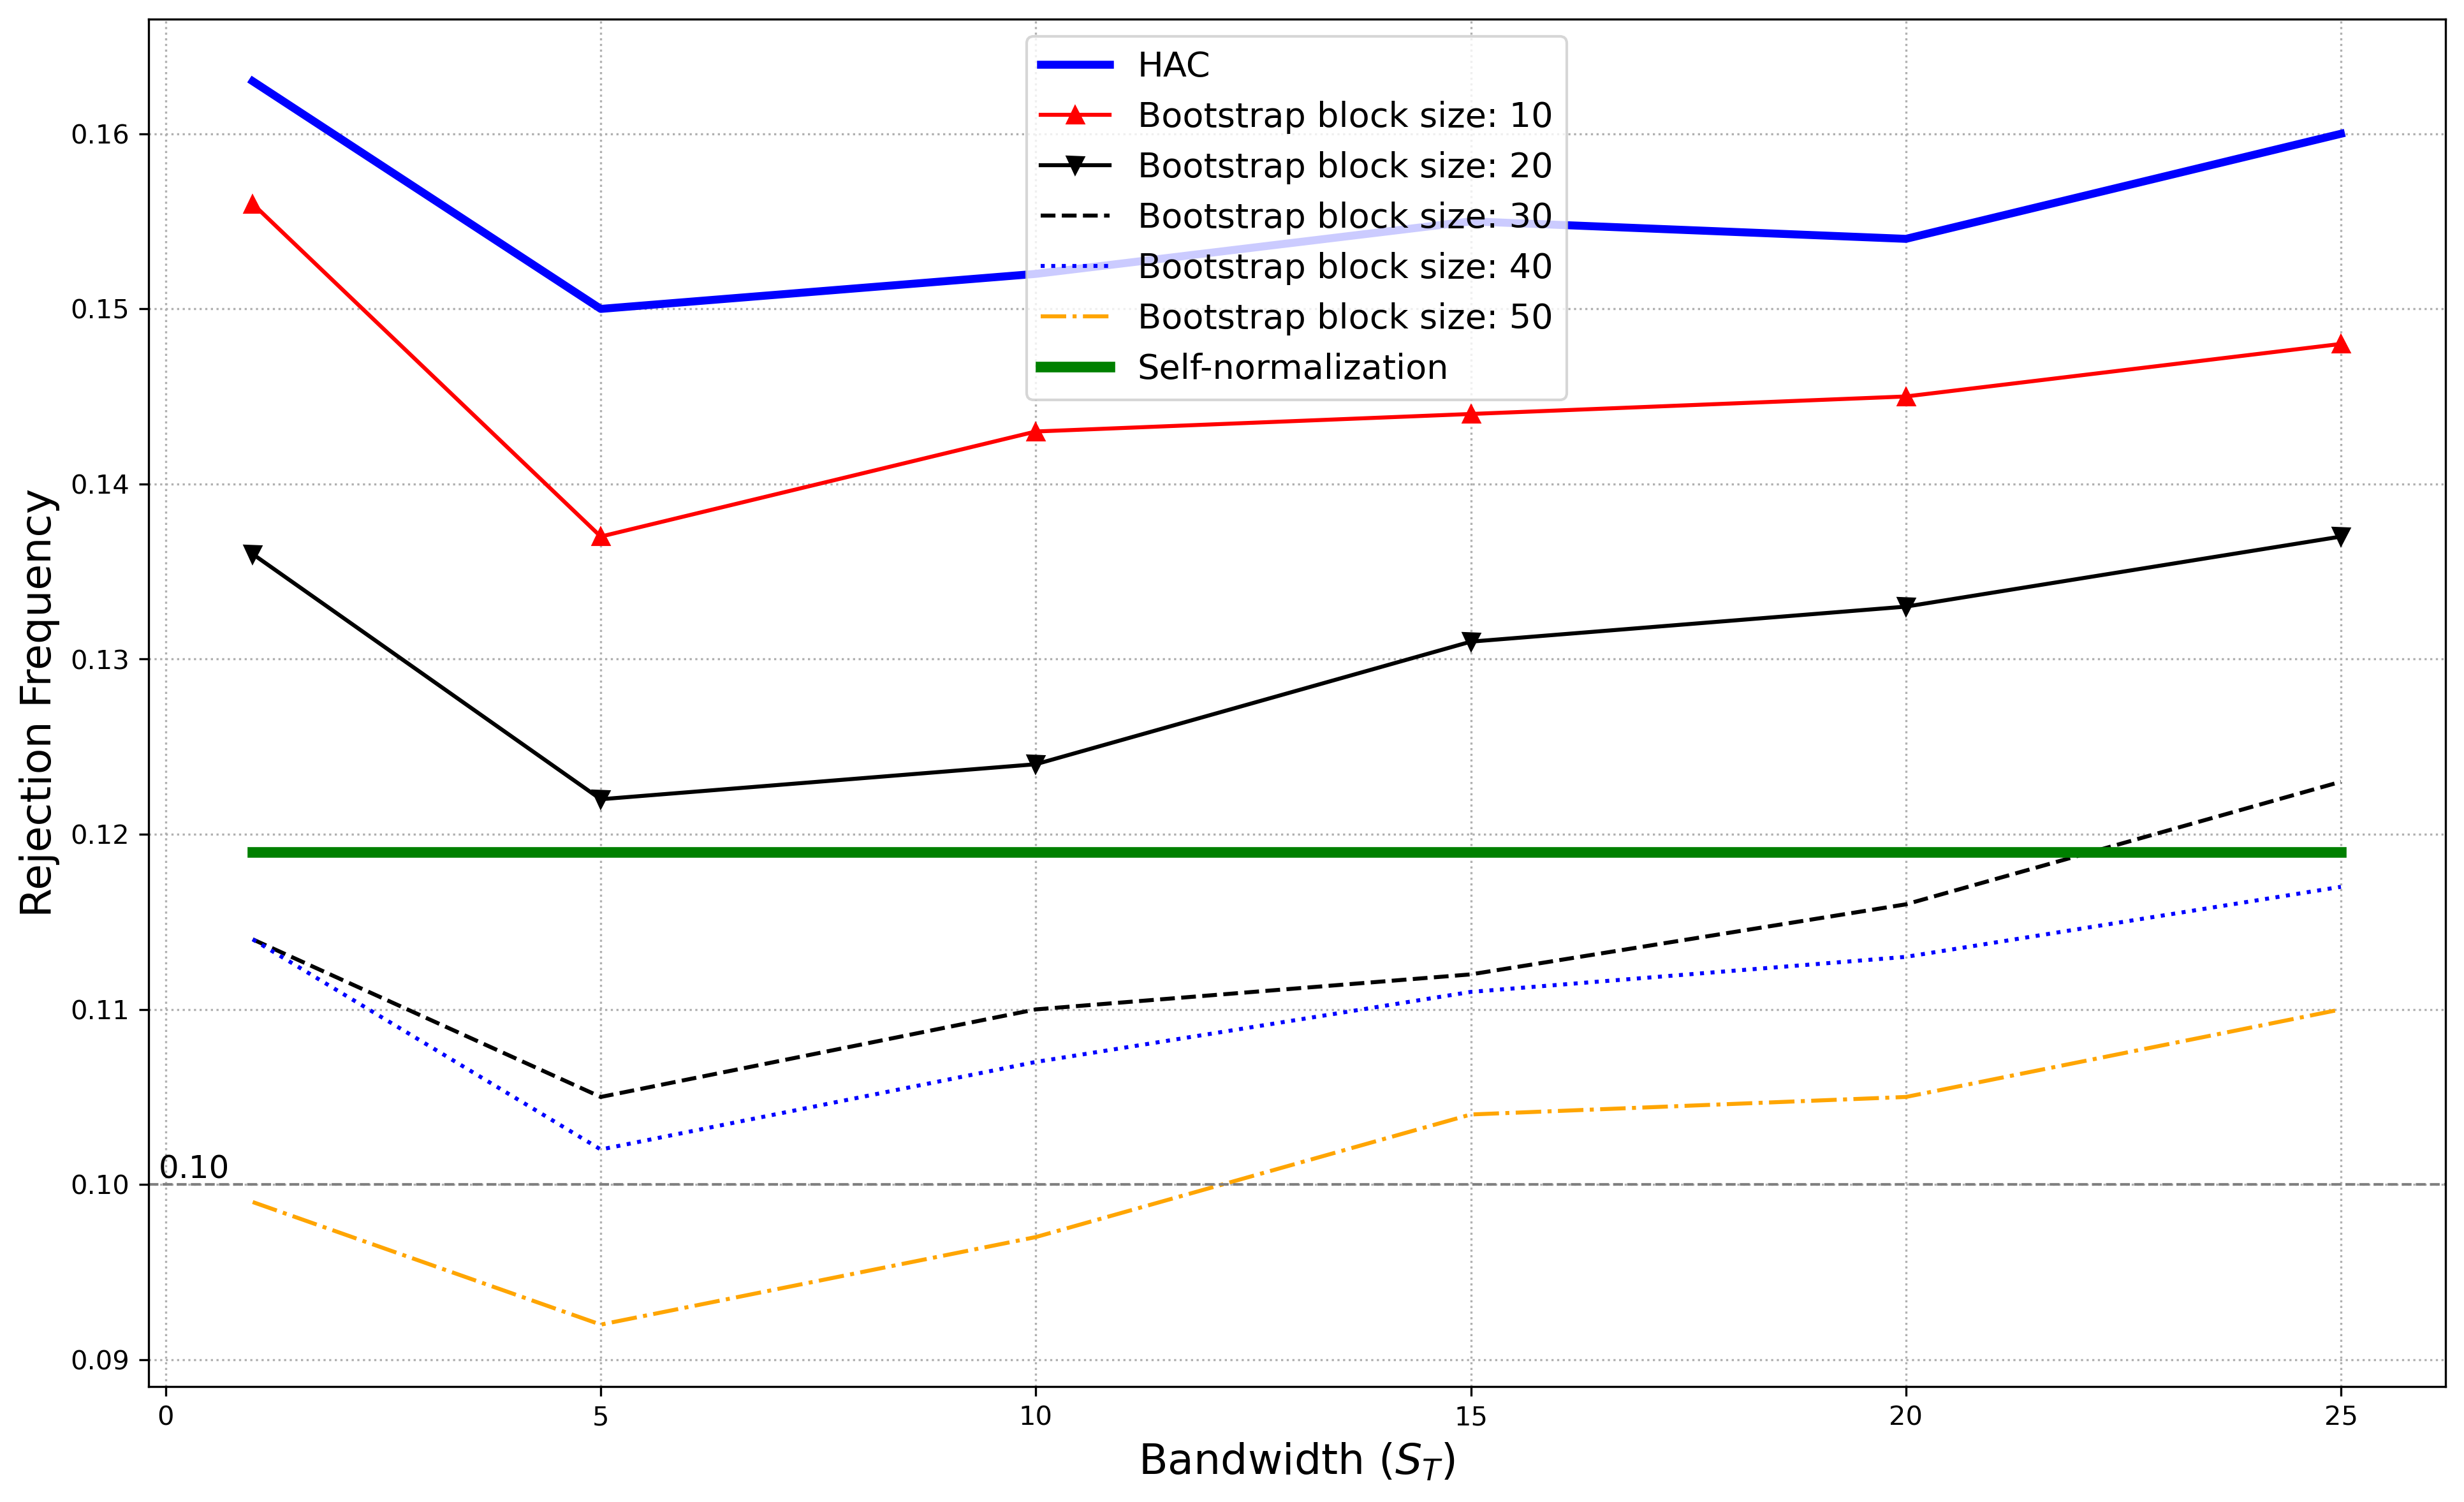 HAC
Bootstrap block size: 10
Bootstrap block size: 20
Bootstrap block size: 30
Bootstrap block size: 40
Bootstrap block size: 50
Self-normalization
Rejection Frequency
0.16
0.15
0.14
0.13
0.12
0.11
0.10
0.10
0.09
0 5 10 15 20 25
Bandwidth (S_T)